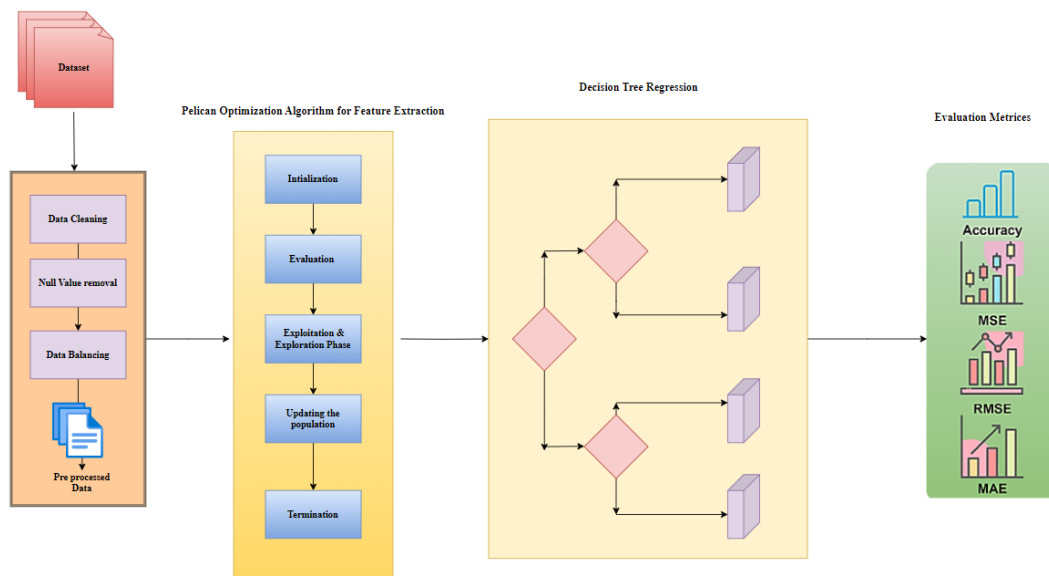 Dataset
Data Cleaning
Null Value removal
Data Balancing
Pre processed
Data
Pelican Optimization Algorithm for Feature Extraction
Intialization
Evaluation
Exploitation &
Exploration Phase
Updating the
population
Termination
Decision Tree Regression
Evaluation Metrices
Accuracy
MSE
RMSE
MAE